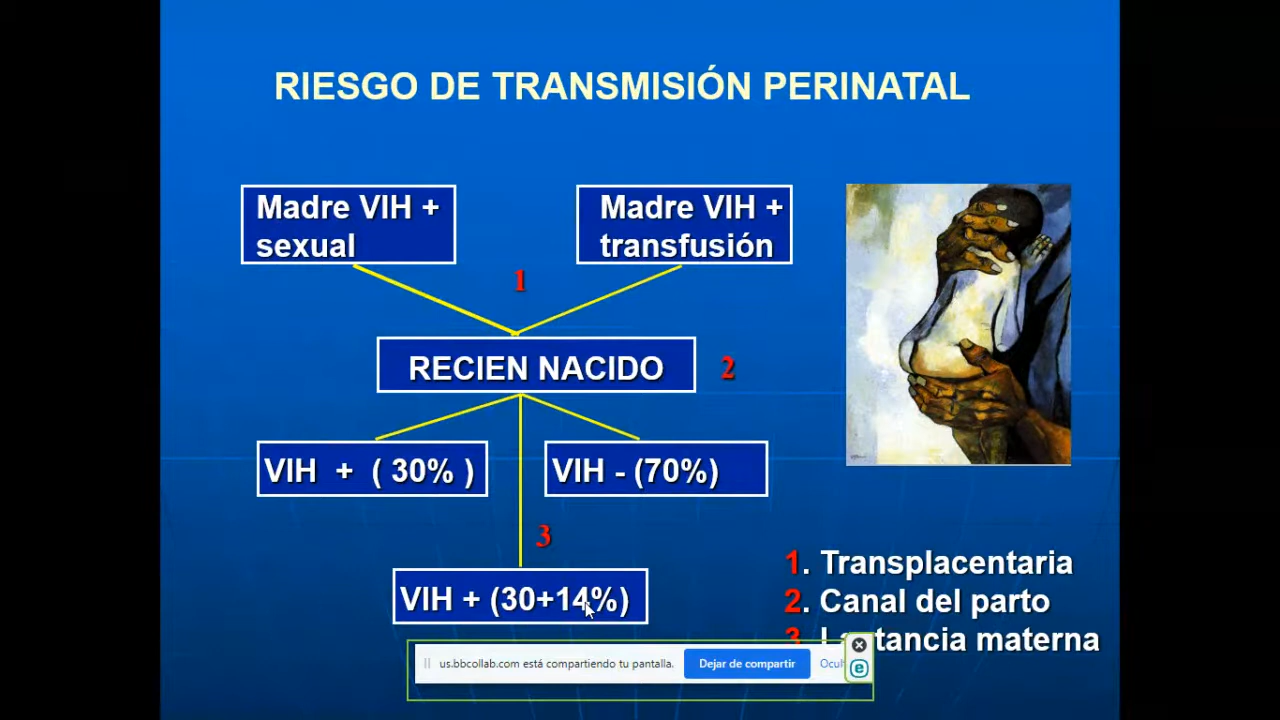 RIESGO DE TRANSMISIÓN PERINATAL
Madre VIH +
sexual
Madre VIH +
transfusión
1
RECIEN NACIDO
2
VIH + ( 30% )
VIH - (70%)
3
VIH + (30+14%)
1. Transplacentaria
2. Canal del parto
3. materna
us.bbcollab.com está compartiendo tu pantalla.
Dejar de compartir